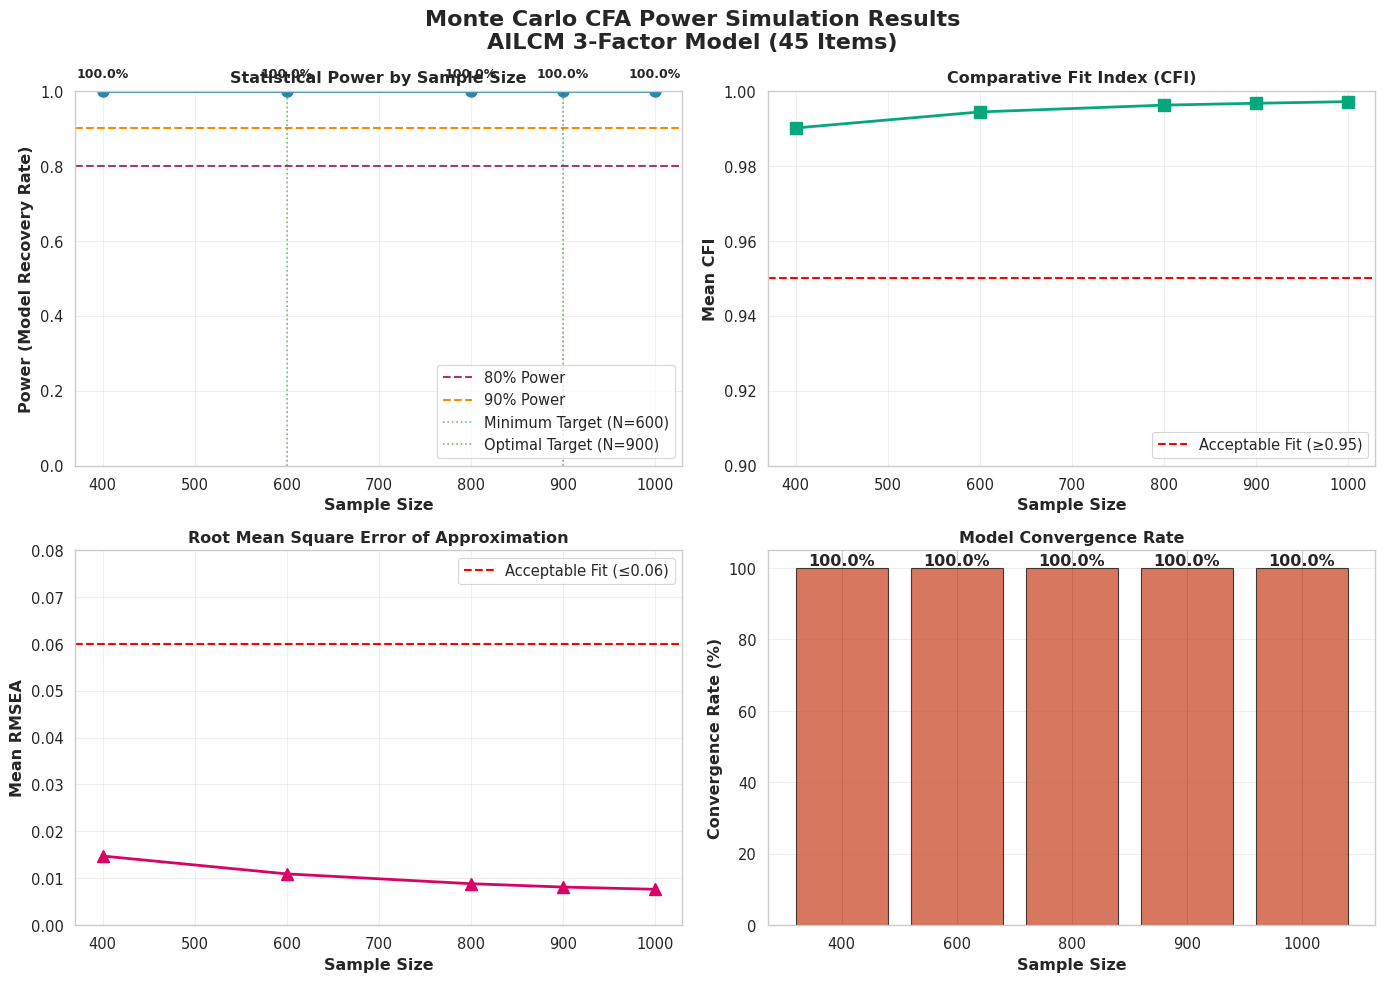 Monte Carlo CFA Power Simulation Results
AILCM 3-Factor Model (45 Items)
Statistical Power by Sample Size
100.0%
100.0%
100.0%
100.0%
100.0%
Power (Model Recovery Rate)
1.0
0.8
0.6
0.4
0.2
0.0
80% Power
90% Power
Minimum Target (N=600)
Optimal Target (N=900)
400 500 600 700 800 900 1000
Sample Size
Comparative Fit Index (CFI)
Mean CFI
1.00
0.98
0.96
0.94
0.92
0.90
Acceptable Fit (≥0.95)
400 500 600 700 800 900 1000
Sample Size
Root Mean Square Error of Approximation
Mean RMSEA
0.08
0.07
0.06
0.05
0.04
0.03
0.02
0.01
0.00
Acceptable Fit (≤0.06)
400 500 600 700 800 900 1000
Sample Size
Model Convergence Rate
Convergence Rate (%)
100
80
60
40
20
0
100.0% 100.0% 100.0% 100.0% 100.0%
400 600 800 900 1000
Sample Size